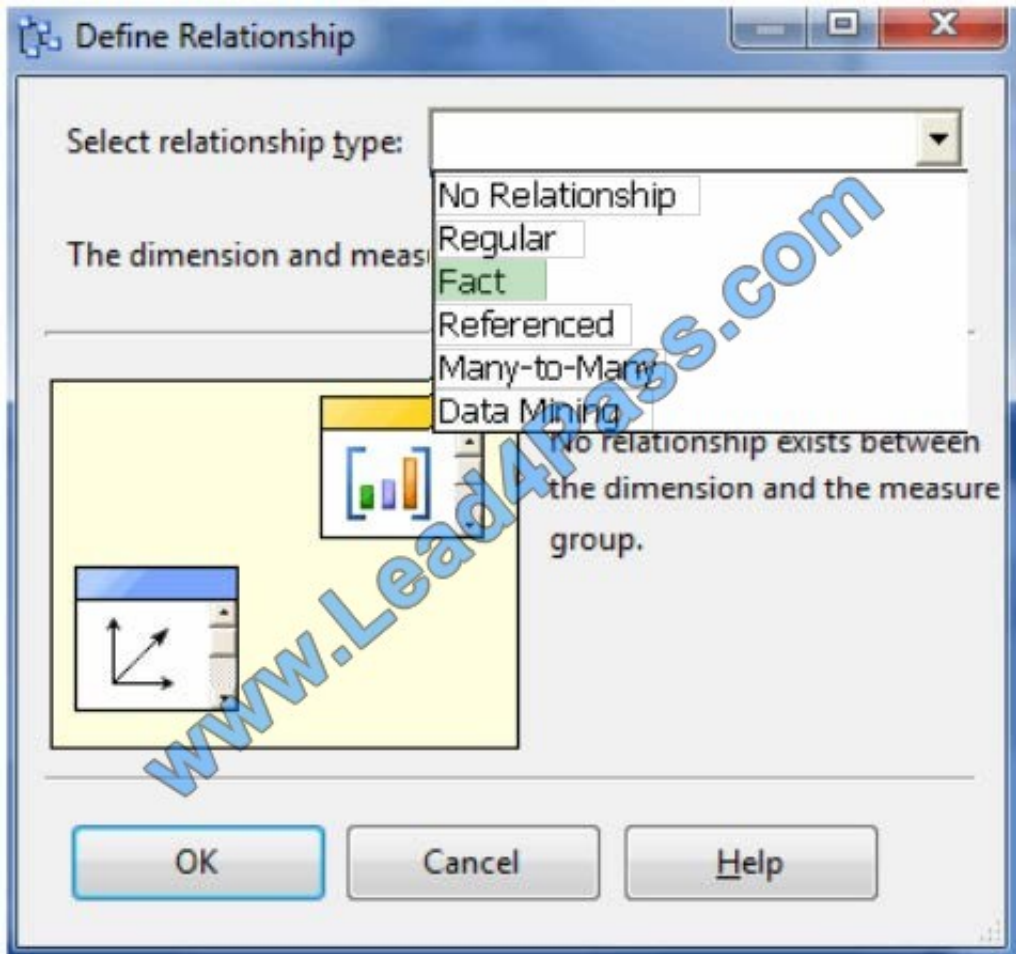 Define Relationship
Select relationship type:
No Relationship
Regular
The dimension and meas
Fact
Referenced
Many-to-Many
Data Mining
No relationship exists between
the dimension and the measure
group.
www.Lead4Pass.com
OK
Cancel
Help